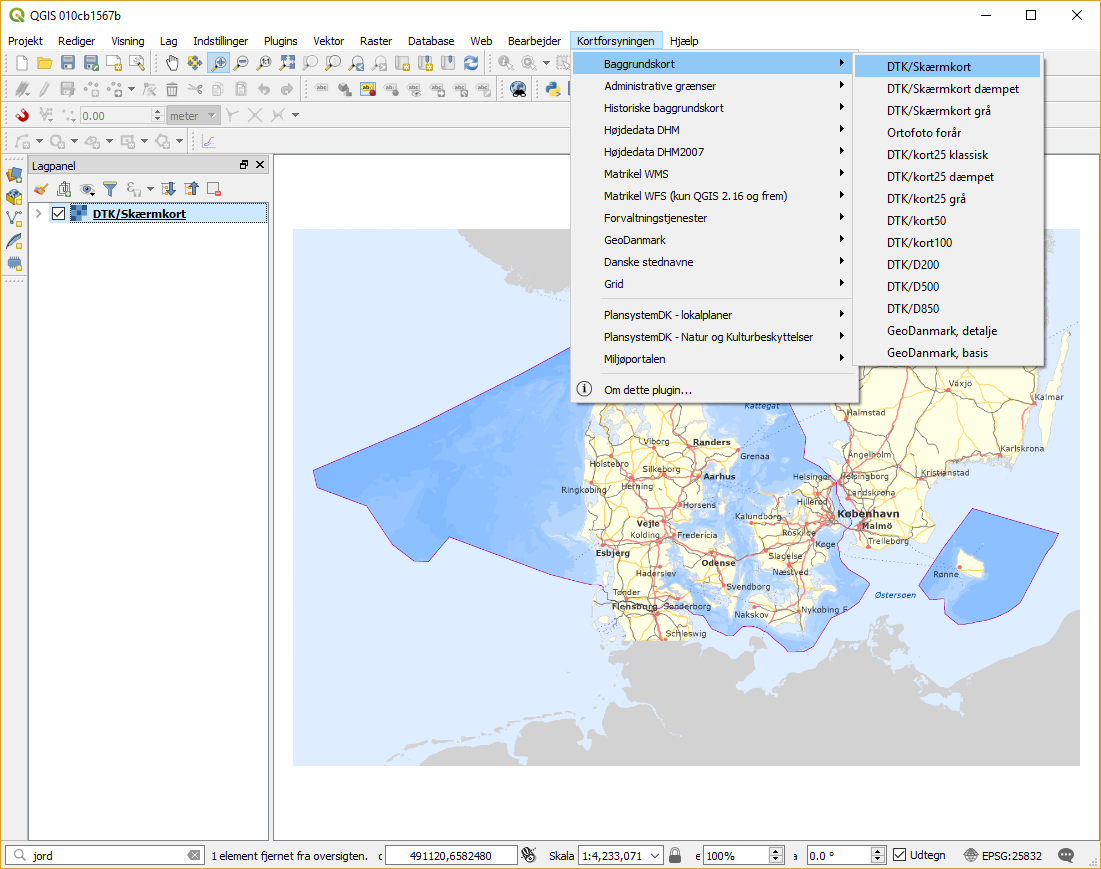 QGIS 010cb1567b
Projekt Rediger Visning Lag Indstillinger Plugins Vektor Raster Database Web Bearbejder Kortforsyningen Hjælp
0.00 meter
Lagpanel
DTK/Skærmkort
Baggrundskort
Administrative grænser
Historiske baggrundskort
Højdedata DHM
Højdedata DHM2007
Matrikel WMS
Matrikel WFS (kun QGIS 2.16 og frem)
Forvaltningstjenester
GeoDanmark
Danske stednavne
Grid
PlansystemDK - lokalplaner
PlansystemDK - Natur og Kulturbeskyttelser
Miljøportalen
Om dette plugin...
DTK/Skærmkort
DTK/Skærmkort dæmpet
DTK/Skærmkort grå
Ortofoto forår
DTK/kort25 klassisk
DTK/kort25 dæmpet
DTK/kort25 grå
DTK/kort50
DTK/kort100
DTK/D200
DTK/D500
DTK/D850
GeoDanmark, detalje
GeoDanmark, basis
Växjö
Kalmar
Kattegat
Halmstad
Viborg
Randers
Karlskrona
Grenaa
Ängelholm
Holstebro
Silkeborg
Kristianstad
Aarhus
Helsingør
Helsingborg
Herning
Ringkøbing
Landskrona
Hillerød
Horsens
København
Kalundborg
Vejle
Malmö
Kolding
Fredericia
Roskilde
Trelleborg
Køge
Esbjerg
Slagelse
Odense
Haderslev
Næstved
Rønne
Svendborg
Tønder
Østersøen
Flensburg
Sønderborg
Nakskov
Nykøbing F
Schleswig
jord 1 element fjernet fra oversigten. 491120,6582480 Skala 1:4,233,071 100% 0.0 ° Udtegn EPSG:25832